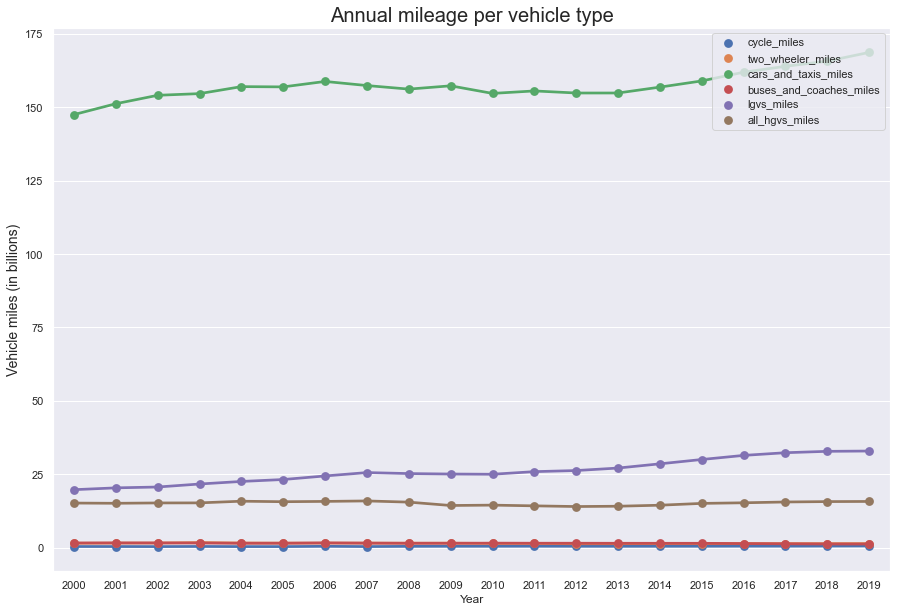 Annual mileage per vehicle type
Vehicle miles (in billions)
175
150
125
100
75
50
25
0
cycle_miles
two_wheeler_miles
cars_and_taxis_miles
buses_and_coaches_miles
lgvs_miles
all_hgvs_miles
2000 2001 2002 2003 2004 2005 2006 2007 2008 2009 2010 2011 2012 2013 2014 2015 2016 2017 2018 2019
Year